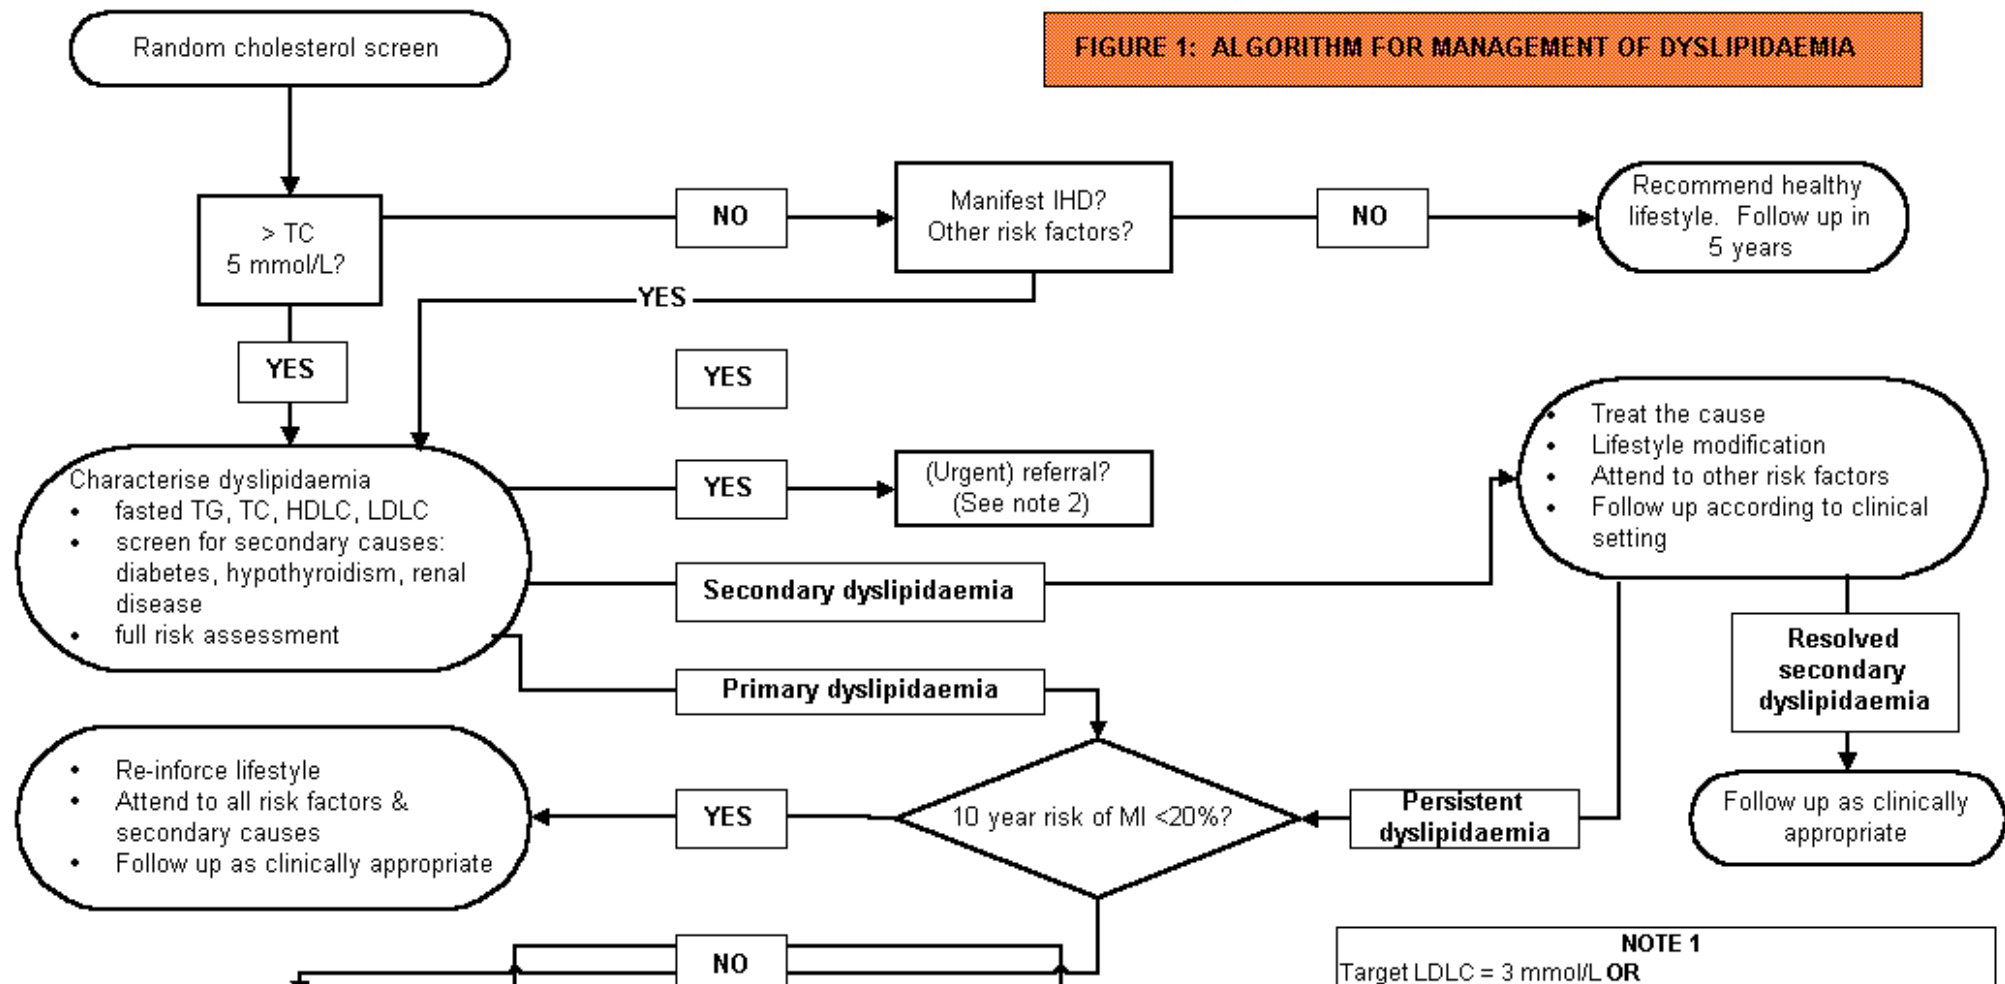 Random cholesterol screen
FIGURE 1: ALGORITHM FOR MANAGEMENT OF DYSLIPIDAEMIA
> TC
5 mmol/L?
NO
Manifest IHD?
Other risk factors?
NO
Recommend healthy
lifestyle. Follow up in
5 years
YES
YES
YES
Characterise dyslipidaemia
• fasted TG, TC, HDLC, LDLC
• screen for secondary causes:
diabetes, hypothyroidism, renal
disease
• full risk assessment
YES
(Urgent) referral?
(See note 2)
• Treat the cause
• Lifestyle modification
• Attend to other risk factors
• Follow up according to clinical
setting
Secondary dyslipidaemia
Resolved
secondary
dyslipidaemia
Primary dyslipidaemia
• Re-inforce lifestyle
• Attend to all risk factors &
secondary causes
• Follow up as clinically appropriate
YES
10 year risk of MI <20%?
Persistent
dyslipidaemia
Follow up as clinically
appropriate
NO
NOTE 1
Target LDLC = 3 mmol/L OR